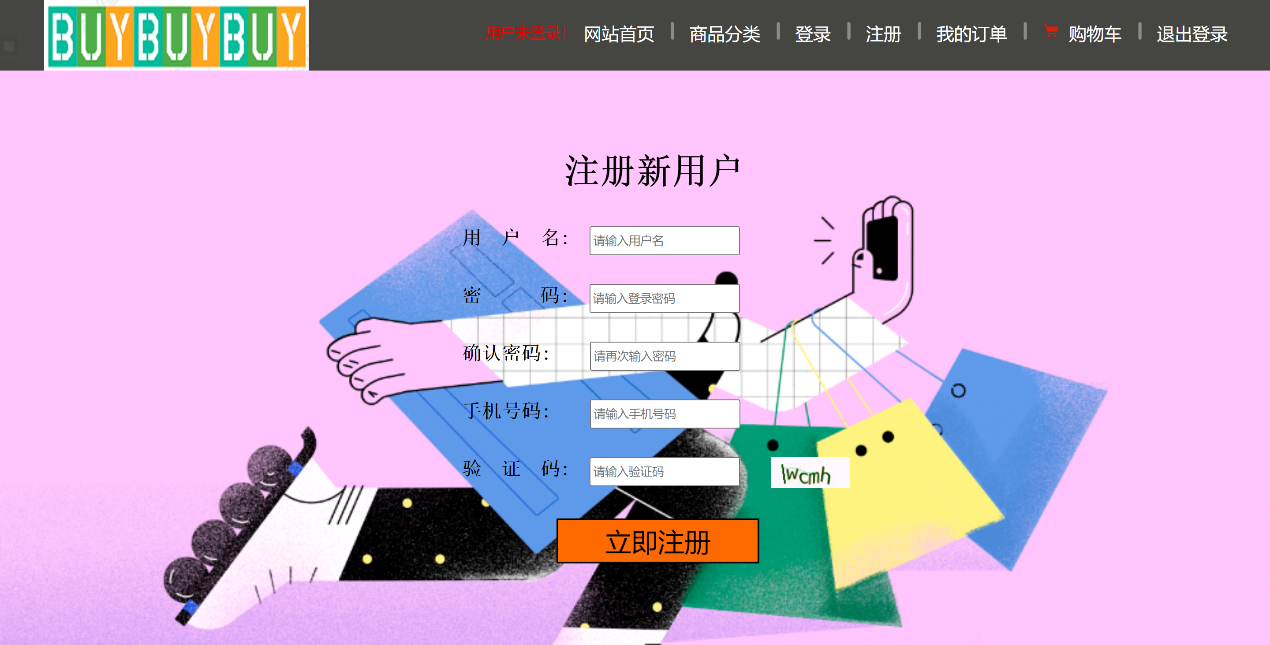 BUYBUYBUY
用户未登录! 网站首页 商品分类 登录 注册 我的订单 购物车 退出登录
注册新用户
用 户 名: 请输入用户名
密 码: 请输入登录密码
确认密码: 请再次输入密码
手机号码: 请输入手机号码
验 证 码: 请输入验证码 lwcmh
立即注册